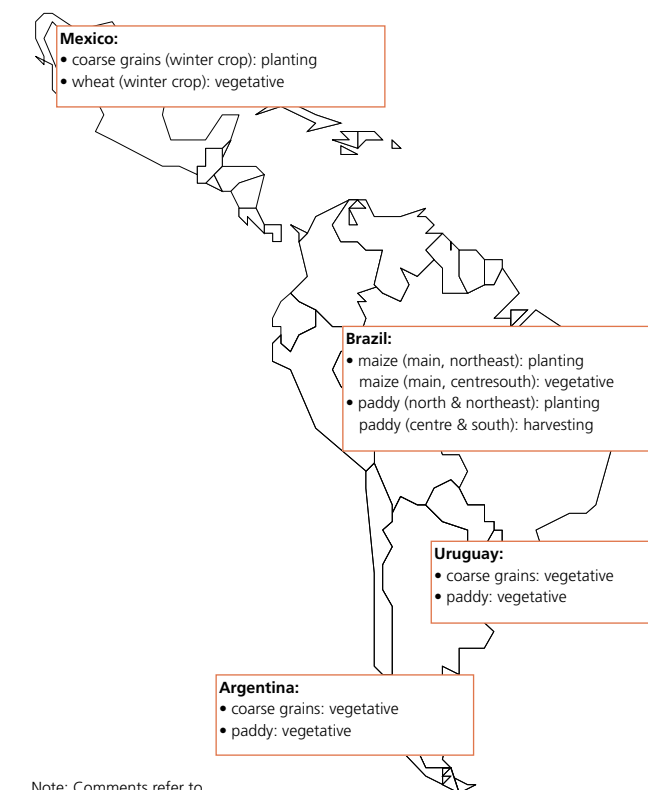 Mexico:
• coarse grains (winter crop): planting
• wheat (winter crop): vegetative
Brazil:
• maize (main, northeast): planting
maize (main, centresouth): vegetative
• paddy (north & northeast): planting
paddy (centre & south): harvesting
Uruguay:
• coarse grains: vegetative
• paddy: vegetative
Argentina:
• coarse grains: vegetative
• paddy: vegetative
Note: Comments refer to